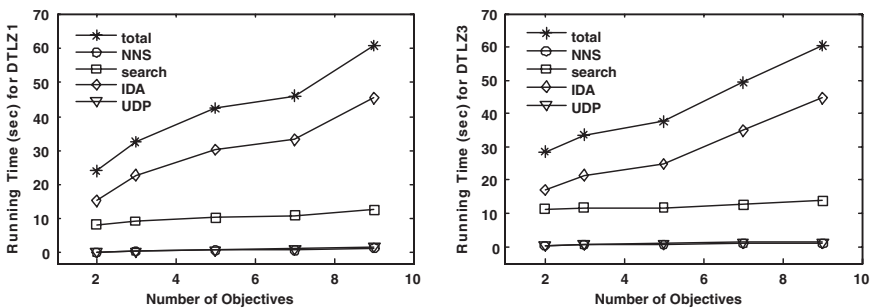 Running Time (sec) for DTLZ1
70
60
50
40
30
20
10
0
total
NNS
search
IDA
UDP
2
4
6
8
10
Number of Objectives
Running Time (sec) for DTLZ3
70
60
50
40
30
20
10
0
total
NNS
search
IDA
UDP
2
4
6
8
10
Number of Objectives